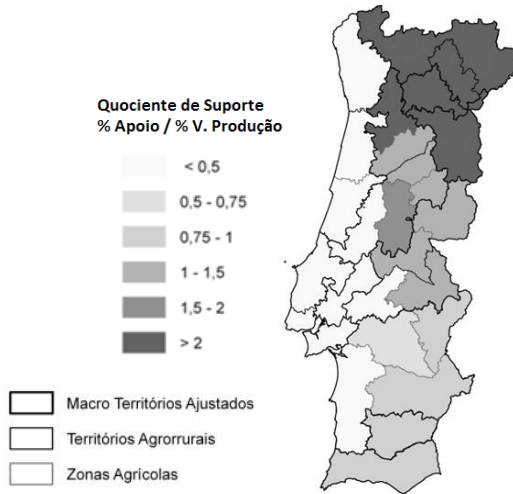 Quociente de Suporte
% Apoio / % V. Produção
< 0,5
0,5 - 0,75
0,75 - 1
1 - 1,5
1,5 - 2
> 2
Macro Territórios Ajustados
Territórios Agrorrurais
Zonas Agrícolas